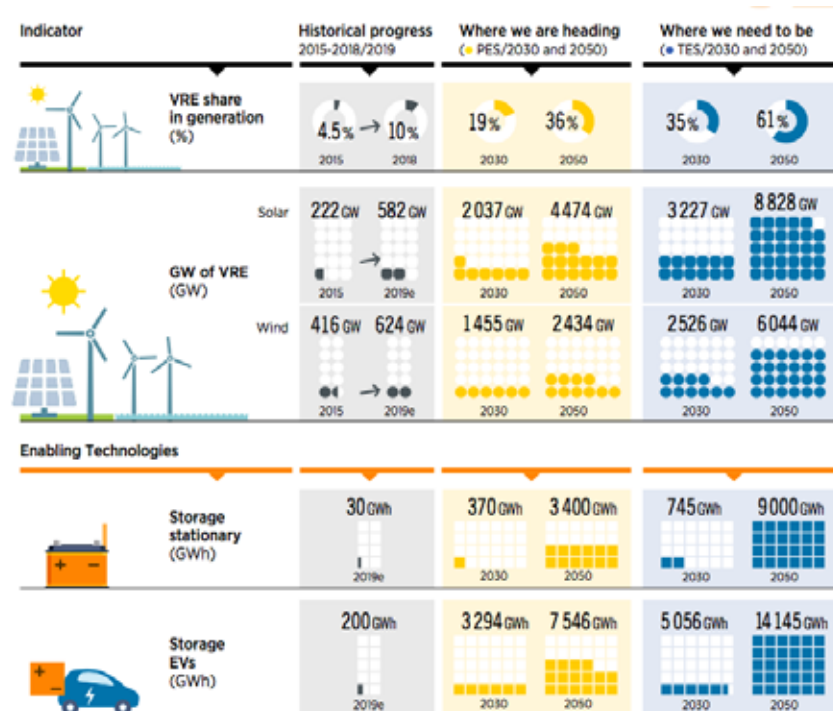 Indicator
Historical progress
2015-2018/2019
Where we are heading
(● PES/2030 and 2050)
Where we need to be
(● TES/2030 and 2050)
VRE share
in generation
(%)
4.5% → 10%
2015 2018
19% 36%
2030 2050
35% 61%
2030 2050
GW of VRE
(GW)
Solar
222 GW 582 GW
2015 2019e
2 037 GW 4 474 GW
2030 2050
3 227 GW 8 828 GW
2030 2050
Wind
416 GW 624 GW
2015 2019e
1 455 GW 2 434 GW
2030 2050
2 526 GW 6 044 GW
2030 2050
Enabling Technologies
Storage
stationary
(GWh)
30 GWh
2019e
370 GWh 3 400 GWh
2030 2050
745 GWh 9 000 GWh
2030 2050
Storage
EVs
(GWh)
200 GWh
2019e
3 294 GWh 7 546 GWh
2030 2050
5 056 GWh 14 145 GWh
2030 2050